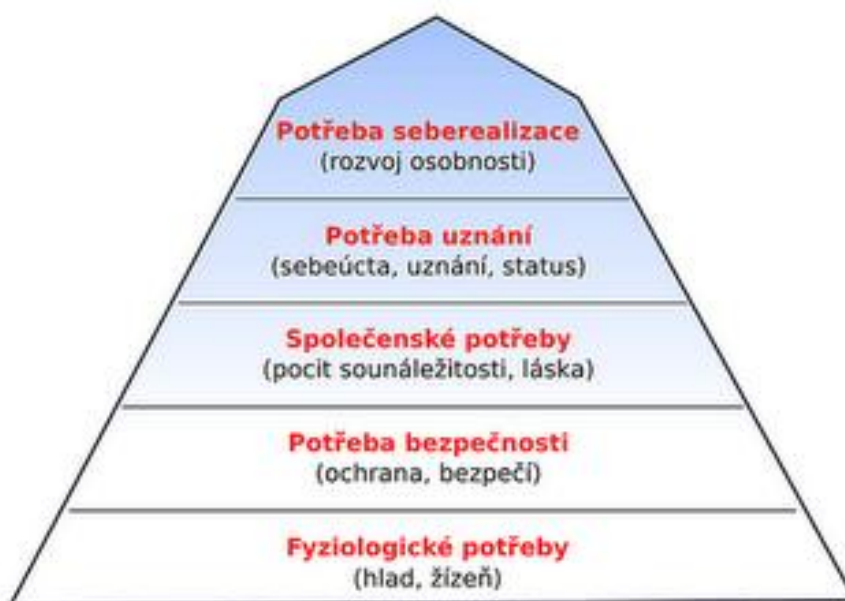 Potřeba seberealizace
(rozvoj osobnosti)
Potřeba uznání
(sebeúcta, uznání, status)
Společenské potřeby
(pocit sounáležitosti, láska)
Potřeba bezpečnosti
(ochrana, bezpečí)
Fyziologické potřeby
(hlad, žízeň)